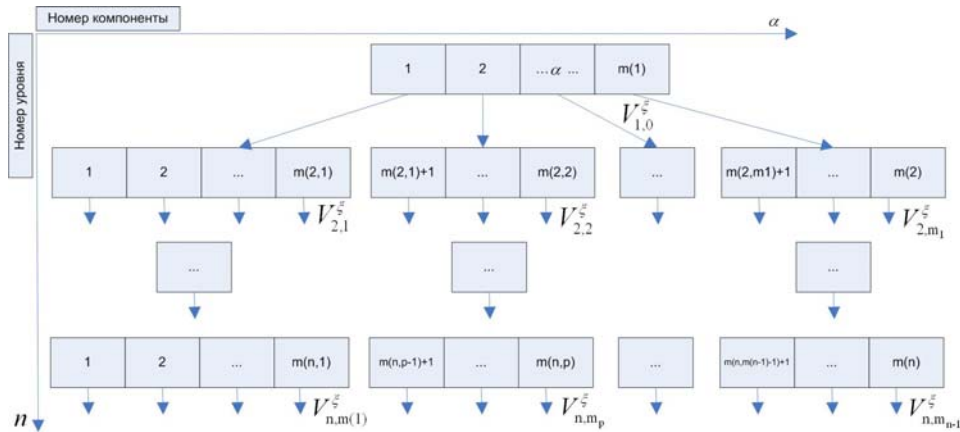 Номер компоненты
α
Номер уровня
1 2 ...α ... m(1)
V^ξ_{1,0}
1 2 ... m(2,1) m(2,1)+1 ... m(2,2) ... m(2,m1)+1 ... m(2)
V^ξ_{2,1} V^ξ_{2,2} V^ξ_{2,m₁}
... ... ...
1 2 ... m(n,1) m(n,p-1)+1 ... m(n,p) ... m(n,m(n-1)-1)+1 ... m(n)
n V^ξ_{n,m(1)} V^ξ_{n,m_p} V^ξ_{n,m_{n-1}}